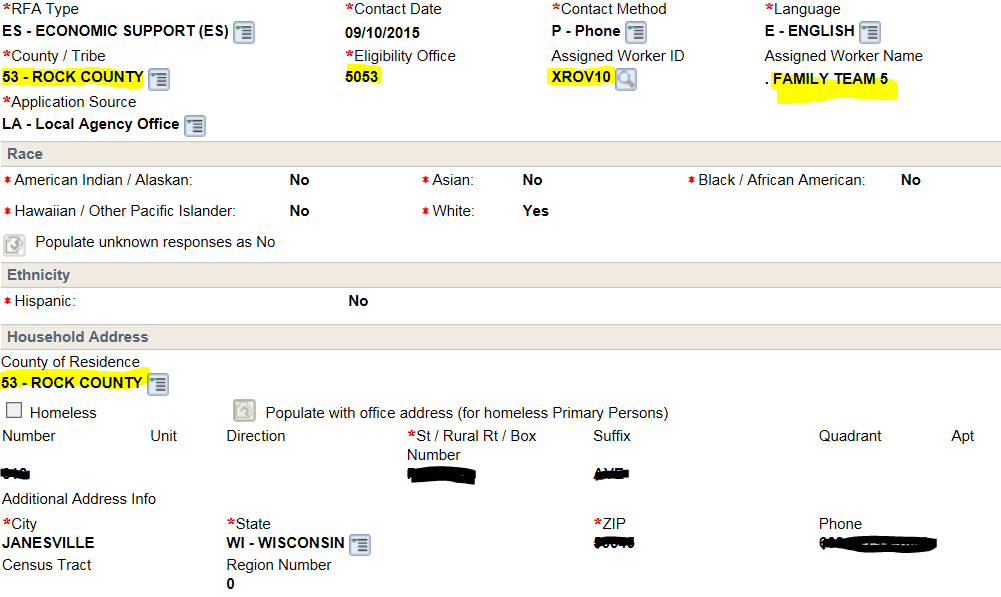 *RFA Type *Contact Date *Contact Method *Language
ES - ECONOMIC SUPPORT (ES) 09/10/2015 P - Phone E - ENGLISH
*County / Tribe *Eligibility Office Assigned Worker ID Assigned Worker Name
53 - ROCK COUNTY 5053 XROV10 . FAMILY TEAM 5
*Application Source
LA - Local Agency Office
Race
* American Indian / Alaskan: No * Asian: No * Black / African American: No
* Hawaiian / Other Pacific Islander: No * White: Yes
Populate unknown responses as No
Ethnicity
* Hispanic: No
Household Address
County of Residence
53 - ROCK COUNTY
Homeless Populate with office address (for homeless Primary Persons)
Number Unit Direction *St / Rural Rt / Box Suffix Quadrant Apt
Number
Additional Address Info
*City *State *ZIP Phone
JANESVILLE WI - WISCONSIN
Census Tract Region Number
0